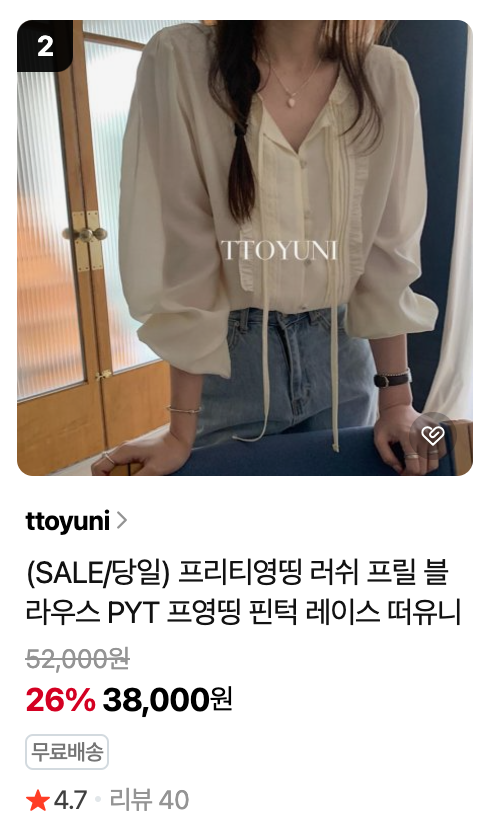 2
TTOYUNI
ttoyuni
(SALE/당일) 프리티영띵 러쉬 프릴 블
라우스 PYT 프영띵 핀턱 레이스 떠유니
52,000원
26% 38,000원
무료배송
4.7 • 리뷰 40